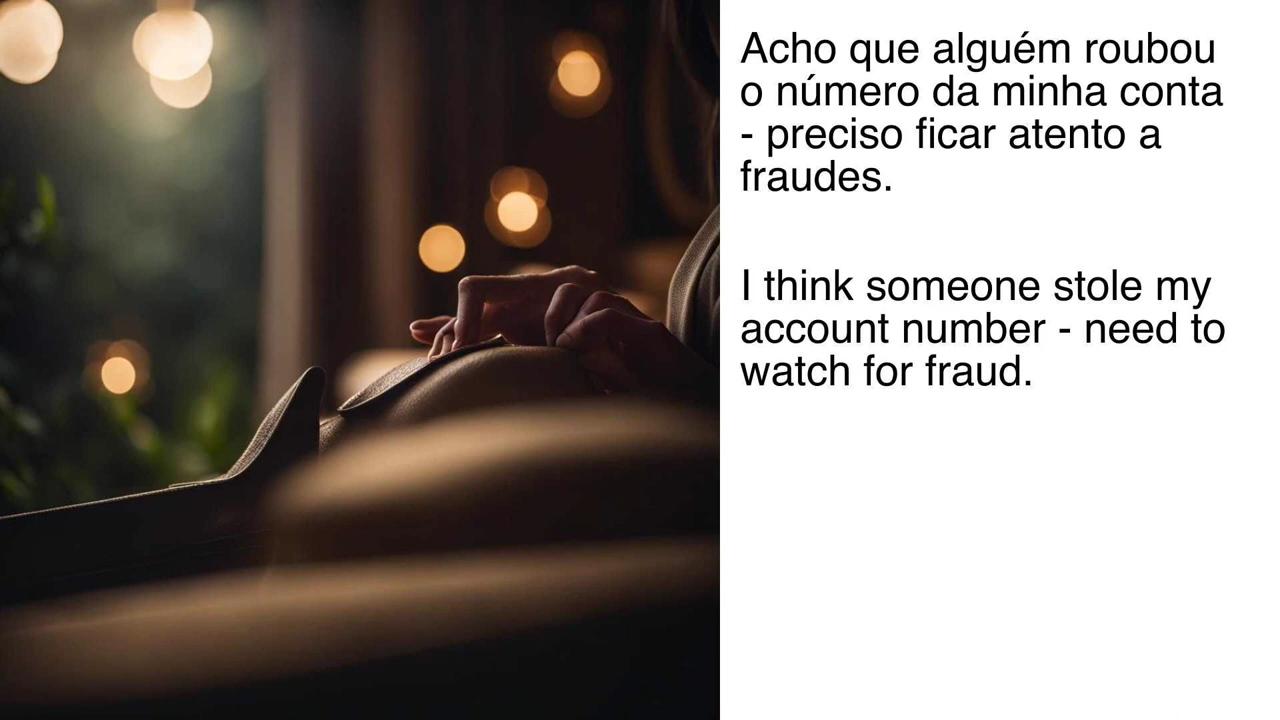 Acho que alguém roubou
o número da minha conta
- preciso ficar atento a
fraudes.
I think someone stole my
account number - need to
watch for fraud.